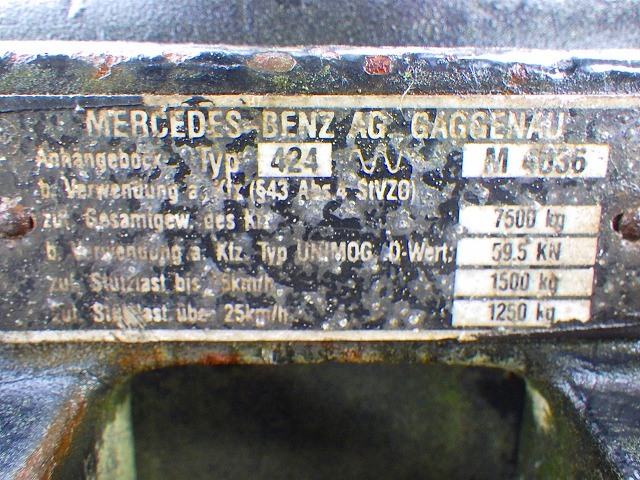 MERCEDES-BENZ AG GAGGENAU
Anhängebock Typ 424 M 4036
b. Verwendung a. Kfz (§43 Abs 4 StVZO)
zul. Gesamtgew. des Kfz 7500 kg
b. Verwendung a. Kfz. Typ UNIMOG D-Wert. 59.5 KN
zul. Stützlast bis 25km/h 1500 kg
zul. Stützlast über 25km/h 1250 kg